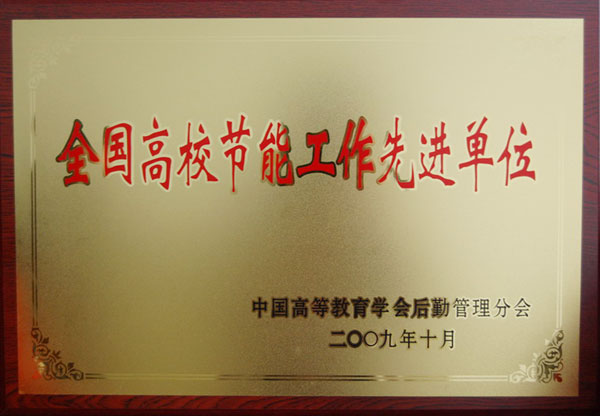 全国高校节能工作先进单位
中国高等教育学会后勤管理分会
二〇〇九年十月